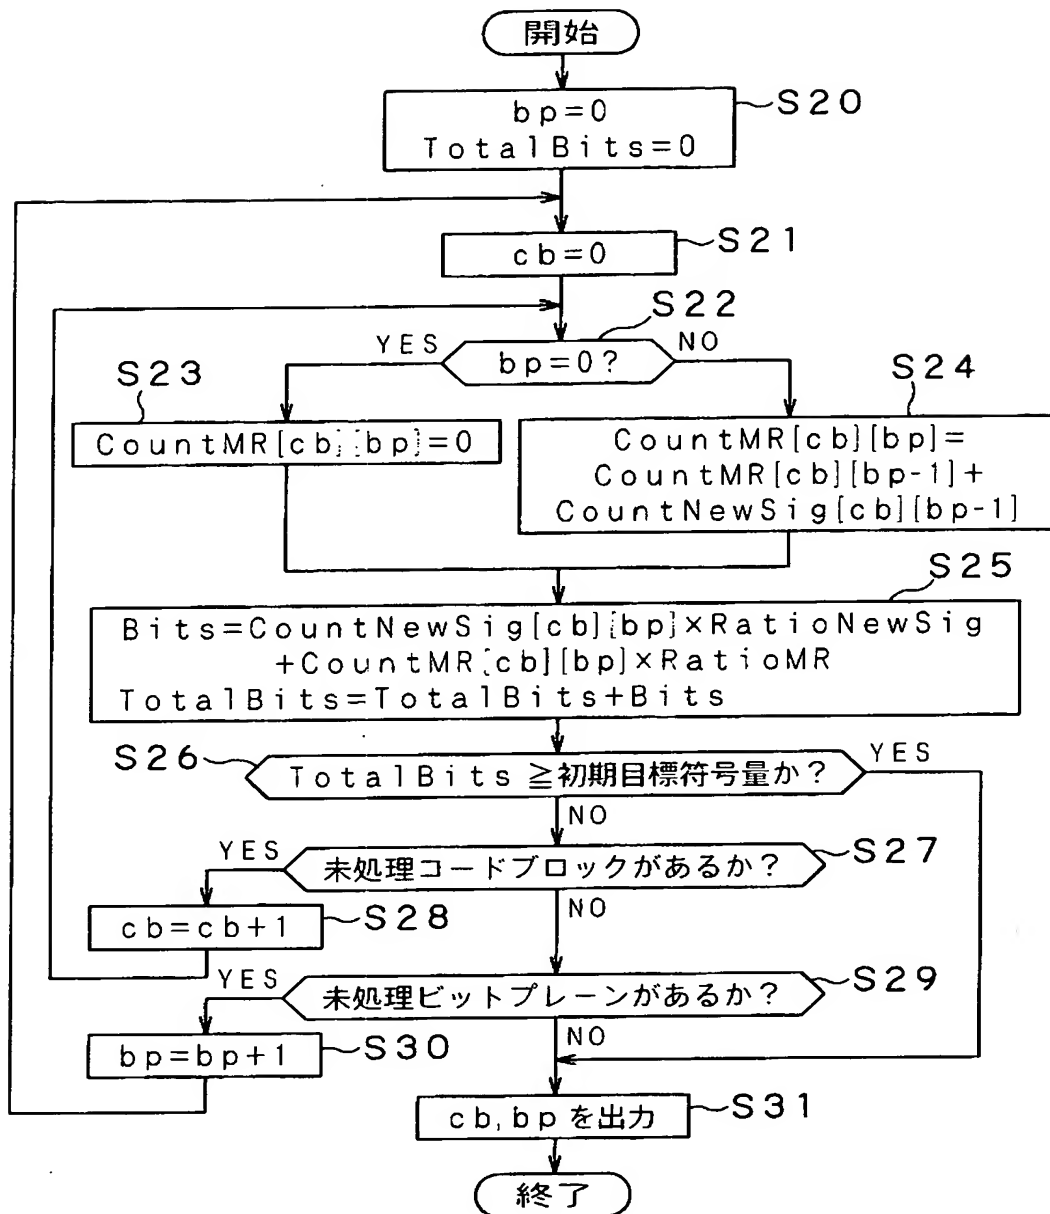 開始
S20
bp=0
TotalBits=0
S21
cb=0
S22
YES
NO
bp=0?
S23
S24
CountMR[cb][bp]=0
CountMR[cb][bp]=
CountMR[cb][bp-1]+
CountNewSig[cb][bp-1]
S25
Bits=CountNewSig[cb][bp]×RatioNewSig
+CountMR[cb][bp]×RatioMR
TotalBits=TotalBits+Bits
S26
TotalBits ≧初期目標符号量か?
YES
NO
YES
未処理コードブロックがあるか?
S27
NO
cb=cb+1
S28
YES
未処理ビットプレーンがあるか?
S29
NO
bp=bp+1
S30
cb,bpを出力
S31
終了